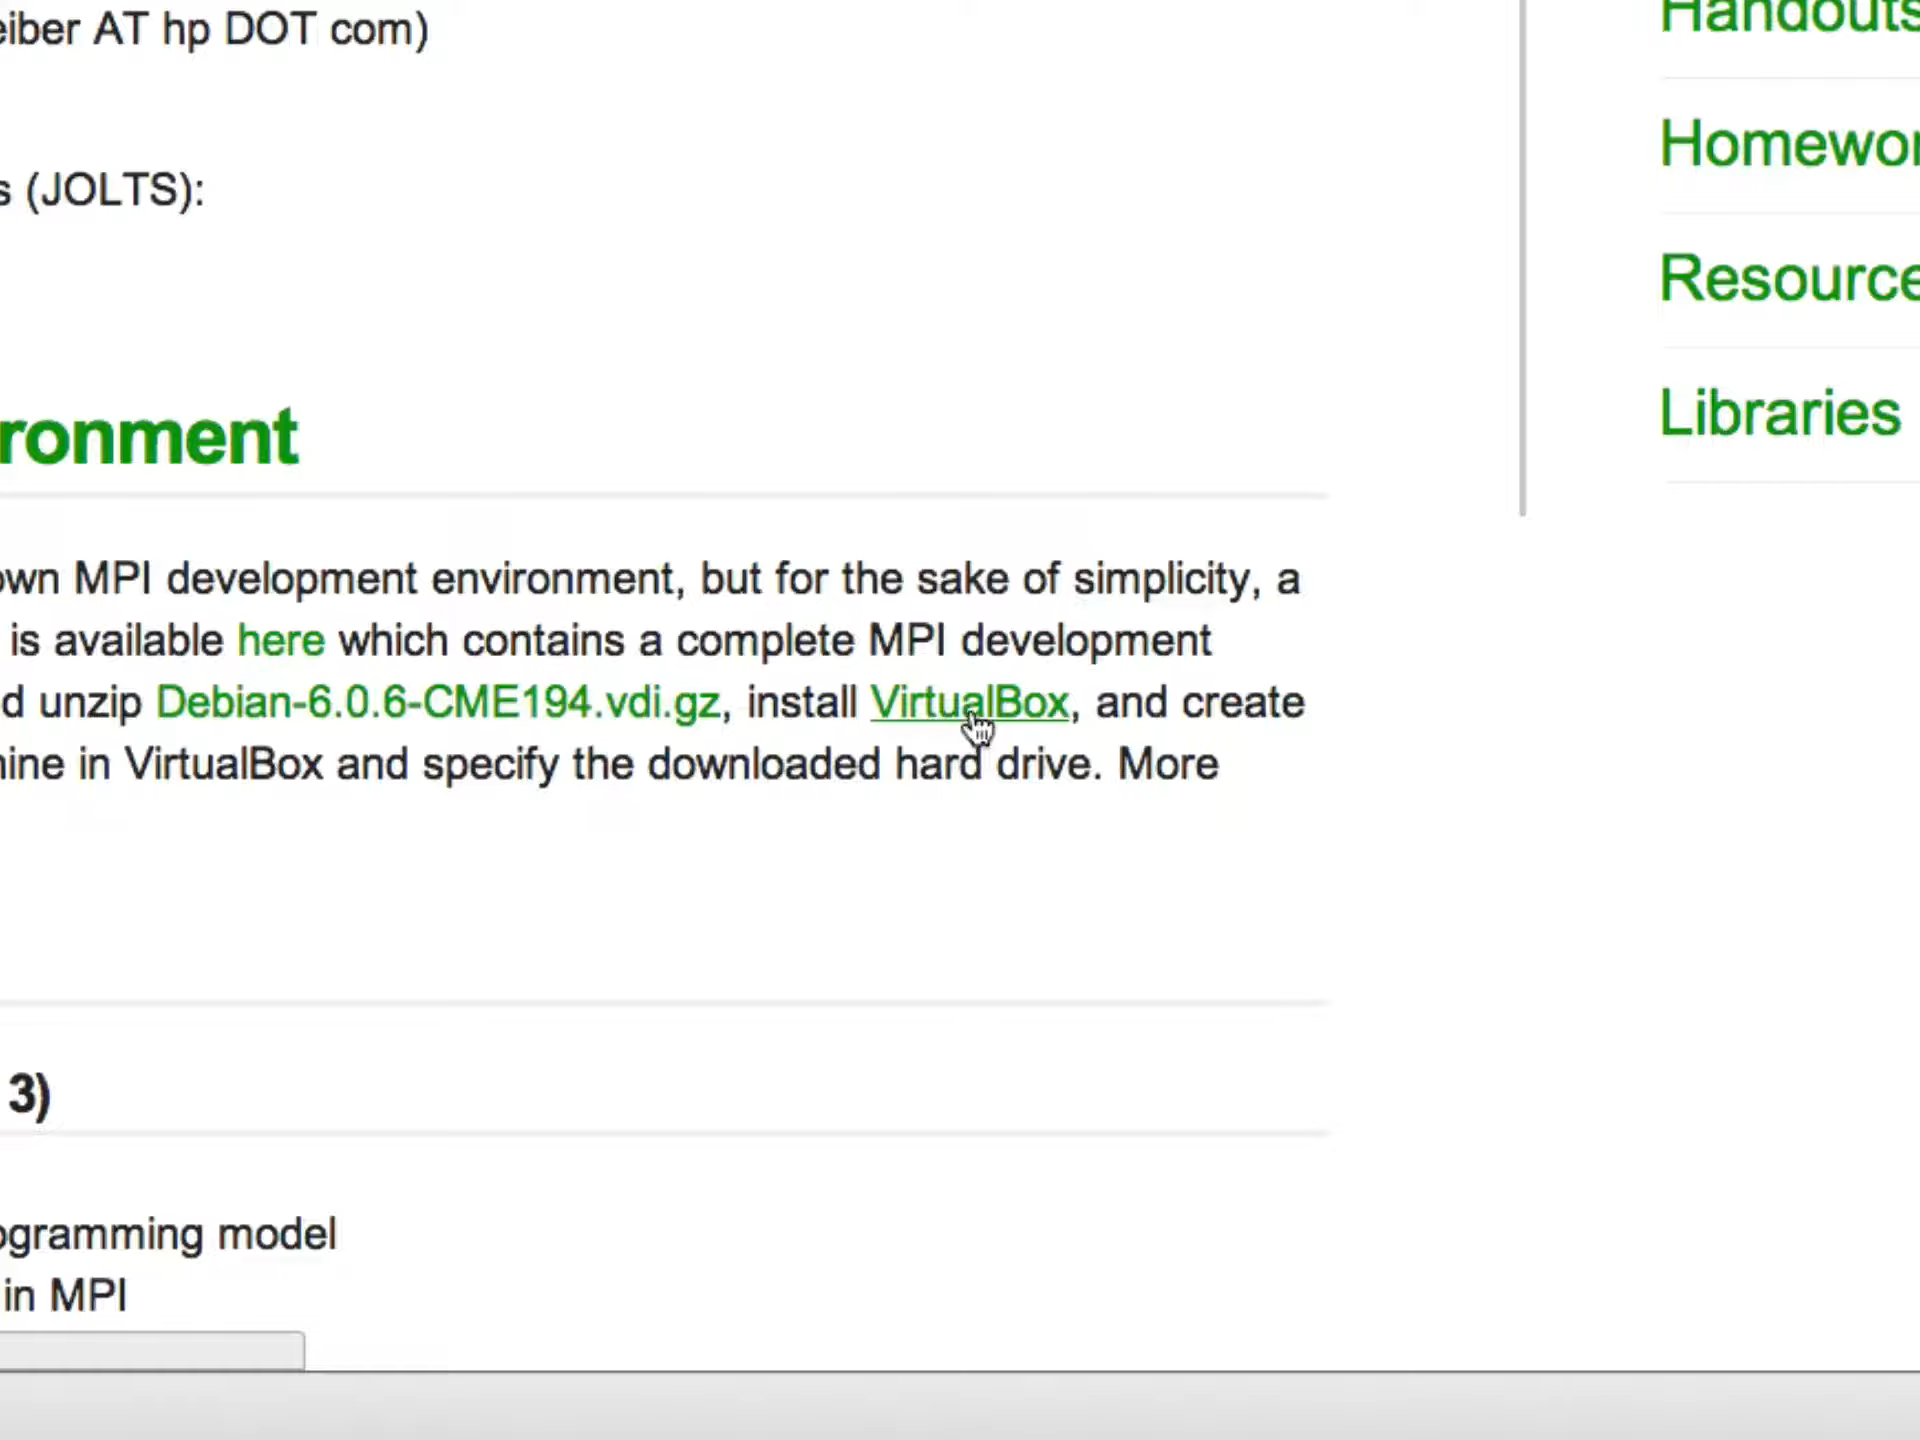 eiber AT hp DOT com)
s (JOLTS):
ronment
own MPI development environment, but for the sake of simplicity, a
is available here which contains a complete MPI development
d unzip Debian-6.0.6-CME194.vdi.gz, install VirtualBox, and create
hine in VirtualBox and specify the downloaded hard drive. More
3)
ogramming model
in MPI
Handouts
Homewor
Resource
Libraries